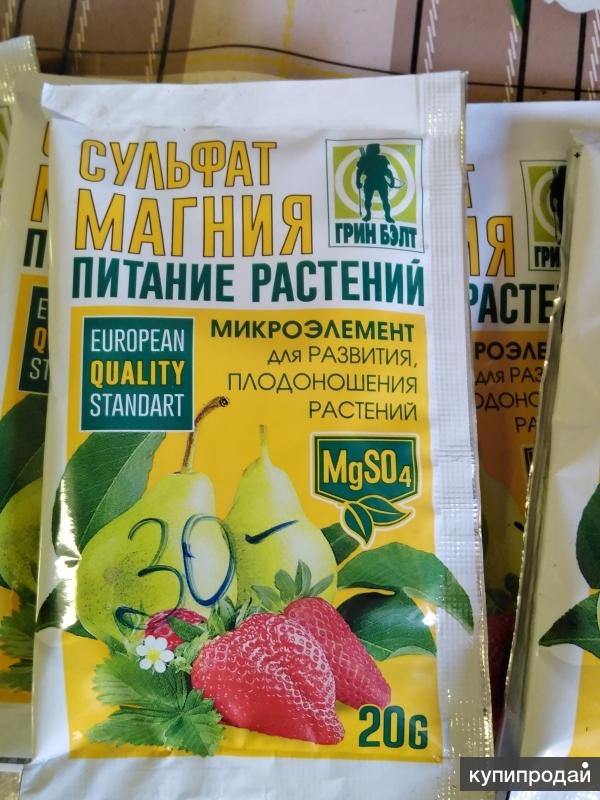 СУЛЬФАТ
МАГНИЯ
ПИТАНИЕ РАСТЕНИЙ
ГРИН БЭЛТ
EUROPEAN
QUALITY
STANDART
МИКРОЭЛЕМЕНТ
для РАЗВИТИЯ,
ПЛОДОНОШЕНИЯ
РАСТЕНИЙ
MgSO4
30-
20G
купипродай